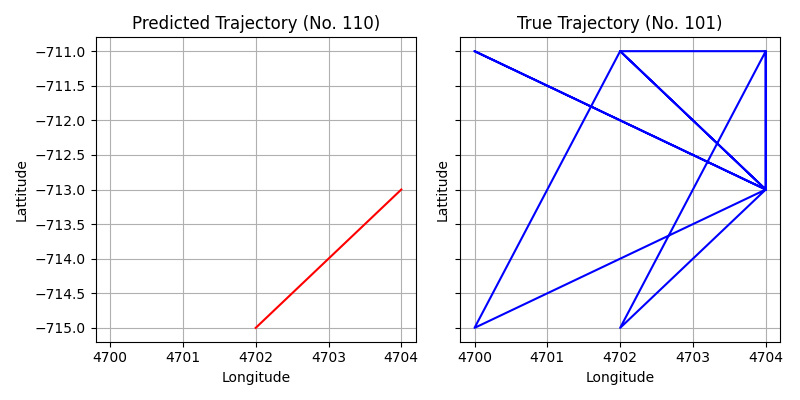 Predicted Trajectory (No. 110)
True Trajectory (No. 101)
−711.0
−711.5
−712.0
−712.5
−713.0
−713.5
−714.0
−714.5
−715.0
Lattitude
Lattitude
4700 4701 4702 4703 4704
4700 4701 4702 4703 4704
Longitude
Longitude